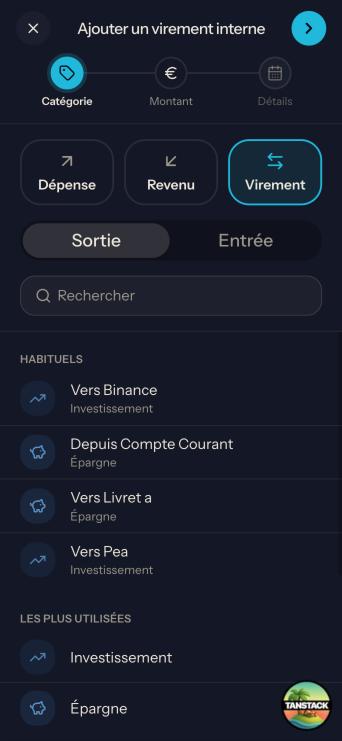 Ajouter un virement interne
€
Catégorie
Montant
Détails
Dépense
Revenu
Virement
Sortie
Entrée
Rechercher
HABITUELS
Vers Binance
Investissement
Depuis Compte Courant
Épargne
Vers Livret a
Épargne
Vers Pea
Investissement
LES PLUS UTILISÉES
Investissement
Épargne
TANSTACK